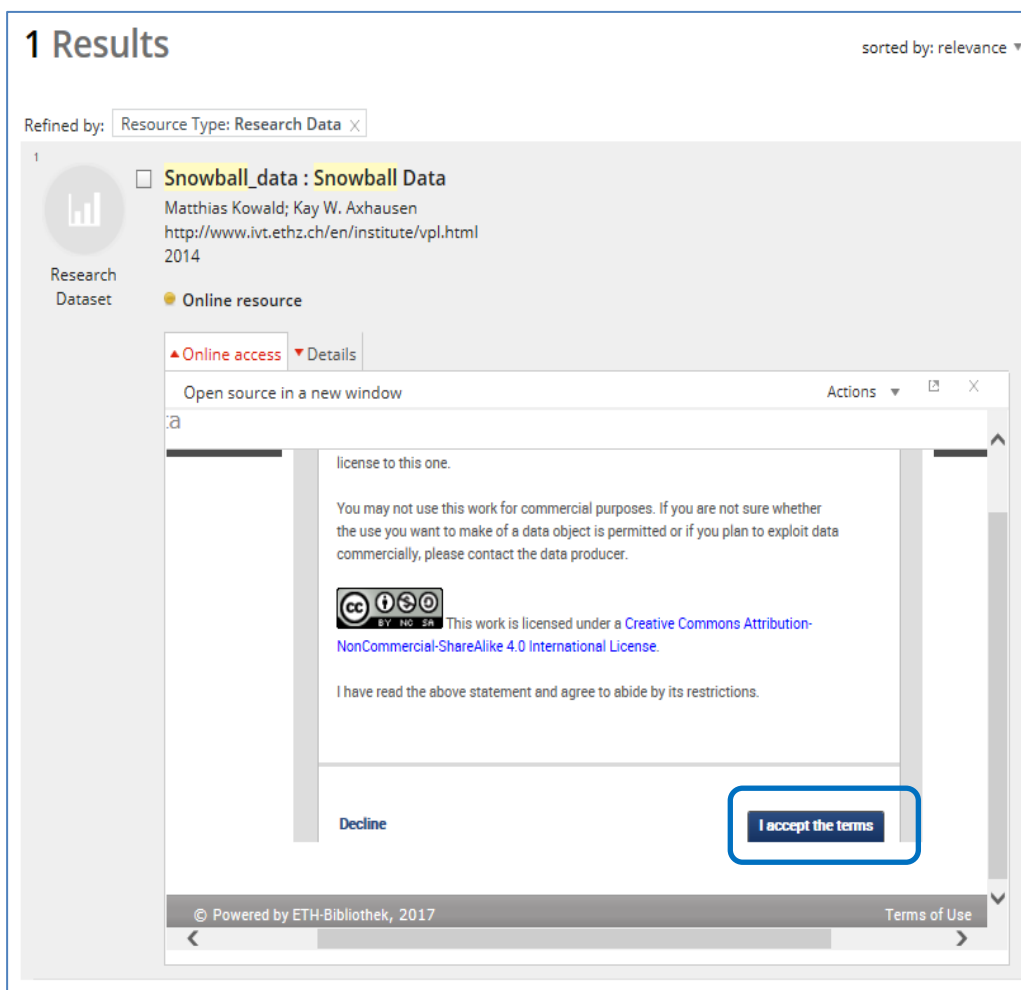 1 Results
sorted by: relevance
Refined by: Resource Type: Research Data X
1
Snowball_data : Snowball Data
Matthias Kowald; Kay W. Axhausen
http://www.ivt.ethz.ch/en/institute/vpl.html
2014
Research
Dataset
Online resource
Online access Details
Open source in a new window
Actions
ta
license to this one.
You may not use this work for commercial purposes. If you are not sure whether
the use you want to make of a data object is permitted or if you plan to exploit data
commercially, please contact the data producer.
cc BY NC SA This work is licensed under a Creative Commons Attribution-
NonCommercial-ShareAlike 4.0 International License.
I have read the above statement and agree to abide by its restrictions.
Decline
I accept the terms
© Powered by ETH-Bibliothek, 2017
Terms of Use